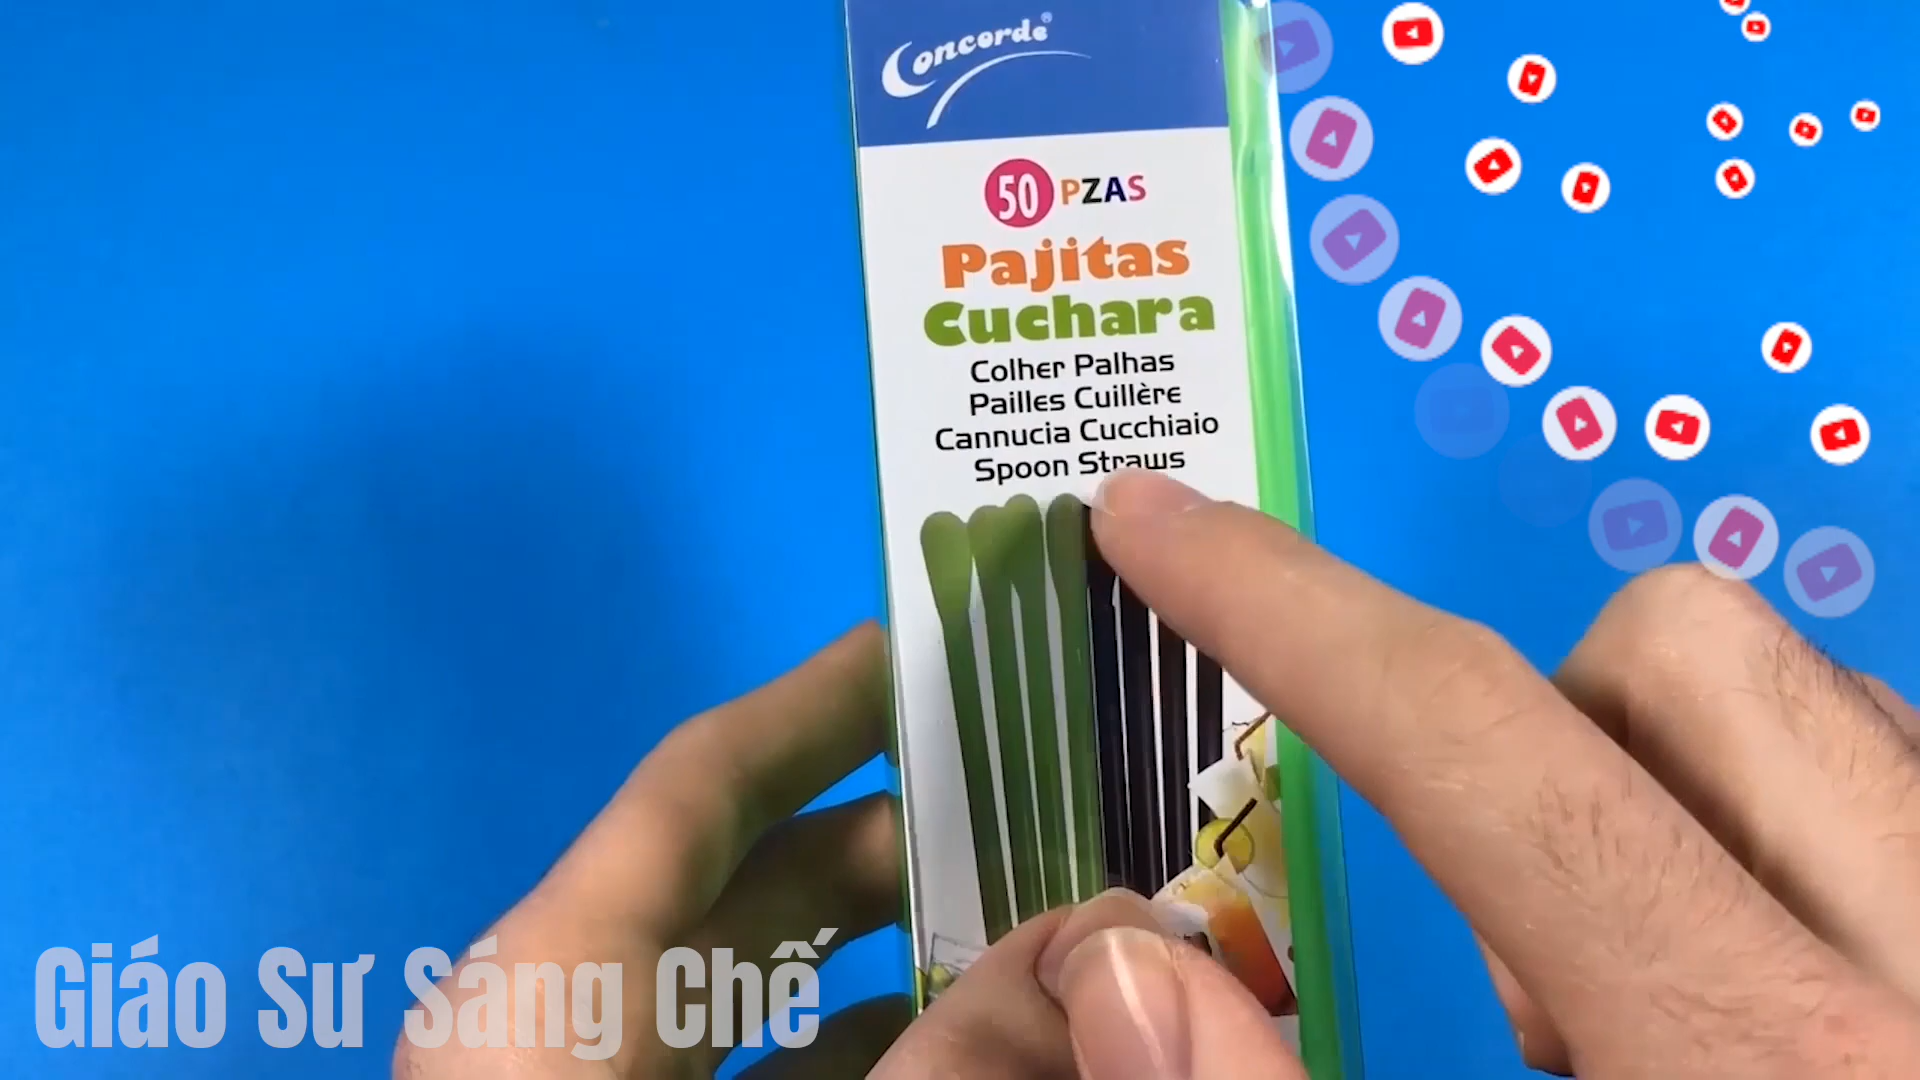 Concorde®
50 PZAS
Pajitas
Cuchara
Colher Palhas
Pailles Cuillère
Cannucia Cucchiaio
Spoon Straws
Giáo Sư Sáng Chế